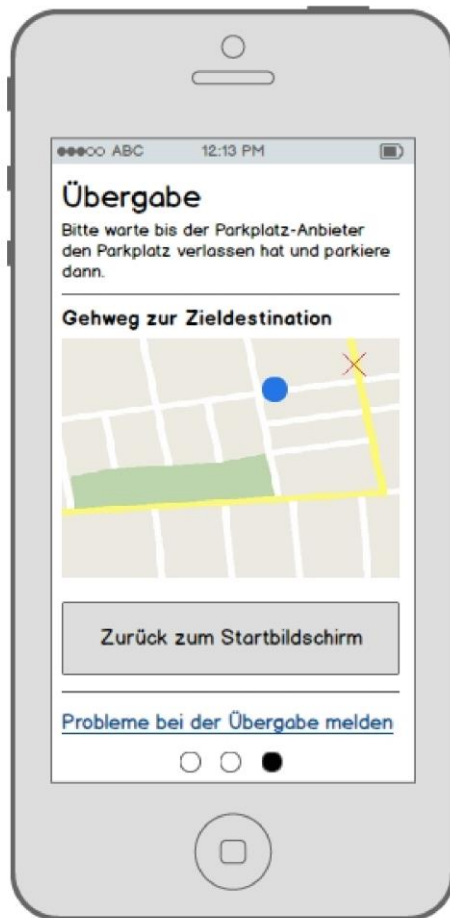 ABC 12:13 PM
Übergabe
Bitte warte bis der Parkplatz-Anbieter
den Parkplatz verlassen hat und parkiere
dann.
Gehweg zur Zieldestination
Zurück zum Startbildschirm
Probleme bei der Übergabe melden